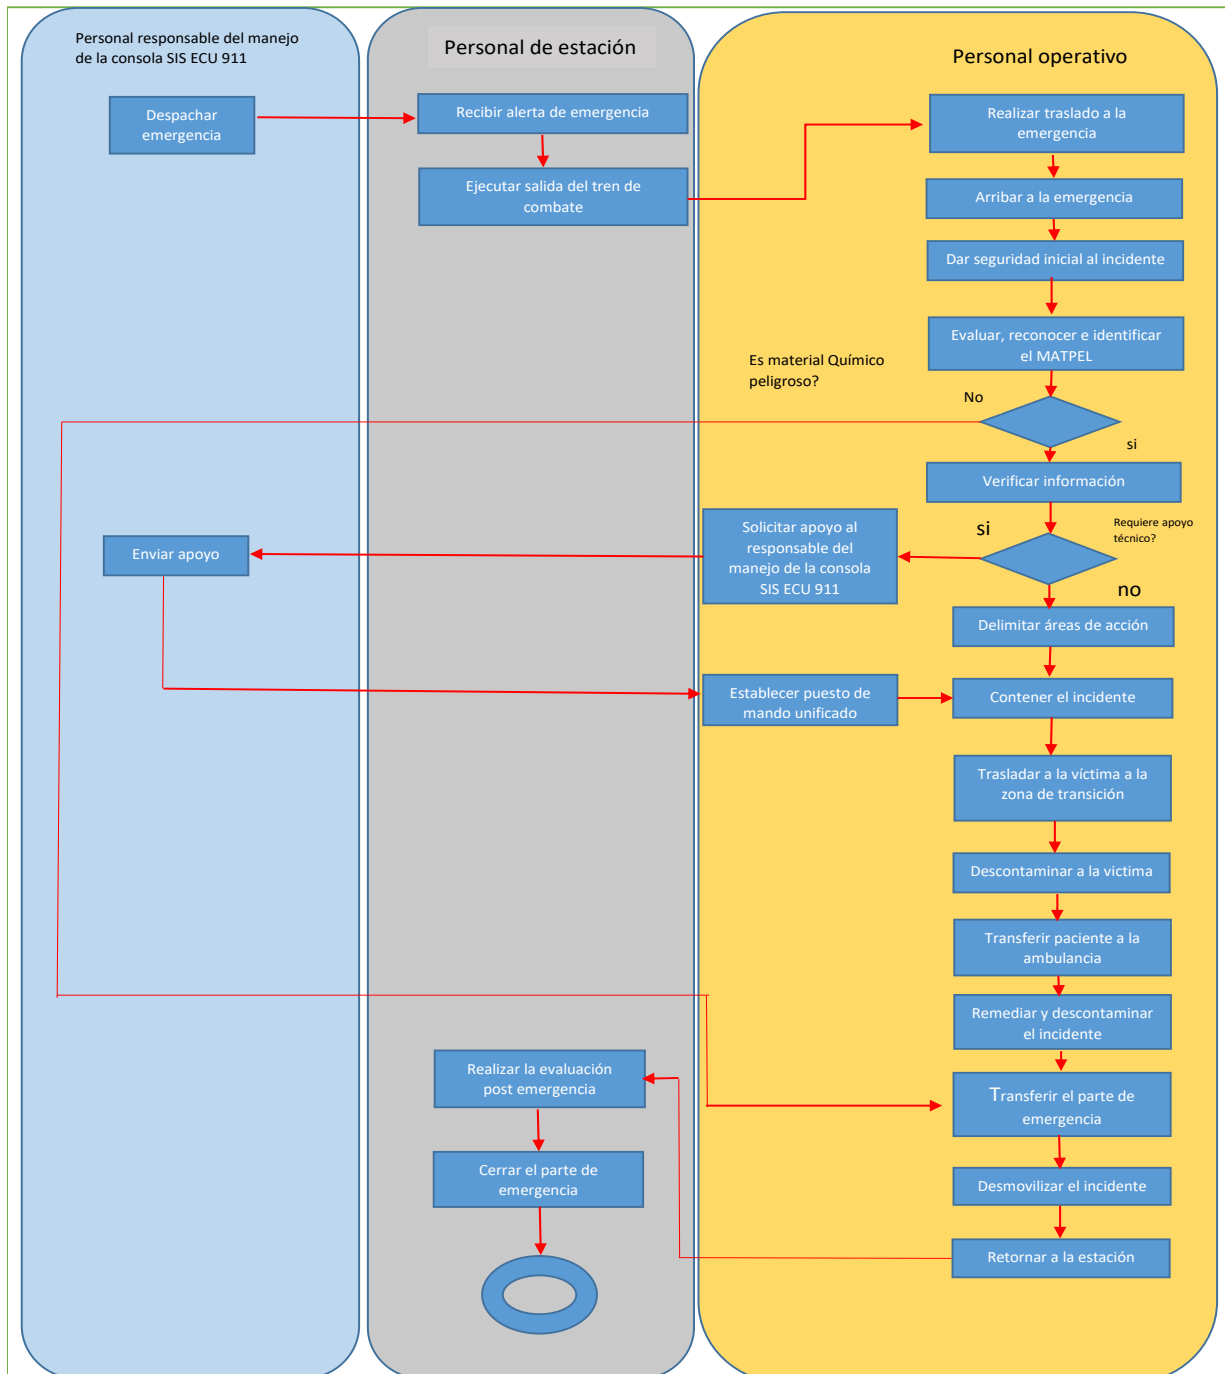 Personal responsable del manejo
de la consola SIS ECU 911
Despachar
emergencia
Enviar apoyo
Personal de estación
Recibir alerta de emergencia
Ejecutar salida del tren de
combate
Realizar la evaluación
post emergencia
Cerrar el parte de
emergencia
Personal operativo
Realizar traslado a la
emergencia
Arribar a la emergencia
Dar seguridad inicial al incidente
Evaluar, reconocer e identificar
el MATPEL
Es material Químico
peligroso?
No
si
Verificar información
Requiere apoyo
técnico?
si
no
Solicitar apoyo al
responsable del
manejo de la consola
SIS ECU 911
Delimitar áreas de acción
Establecer puesto de
mando unificado
Contener el incidente
Trasladar a la víctima a la
zona de transición
Descontaminar a la victima
Transferir paciente a la
ambulancia
Remediar y descontaminar
el incidente
Transferir el parte de
emergencia
Desmovilizar el incidente
Retornar a la estación